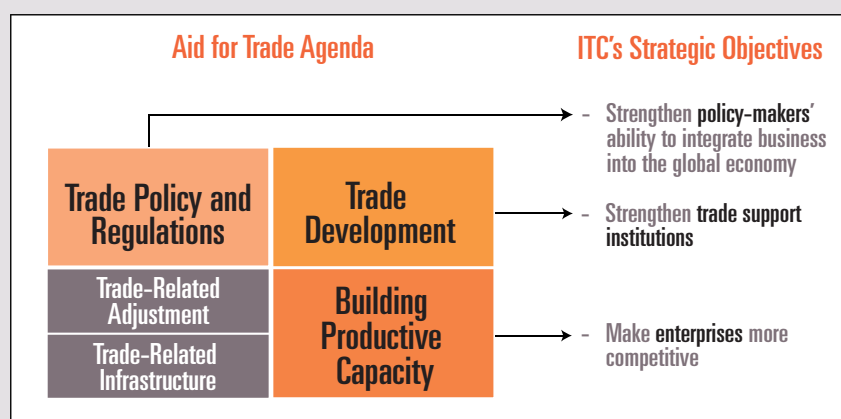 Aid for Trade Agenda
ITC's Strategic Objectives
Trade Policy and
Regulations
Trade
Development
Trade-Related
Adjustment
Trade-Related
Infrastructure
Building
Productive
Capacity
- Strengthen policy-makers'
ability to integrate business
into the global economy
- Strengthen trade support
institutions
- Make enterprises more
competitive